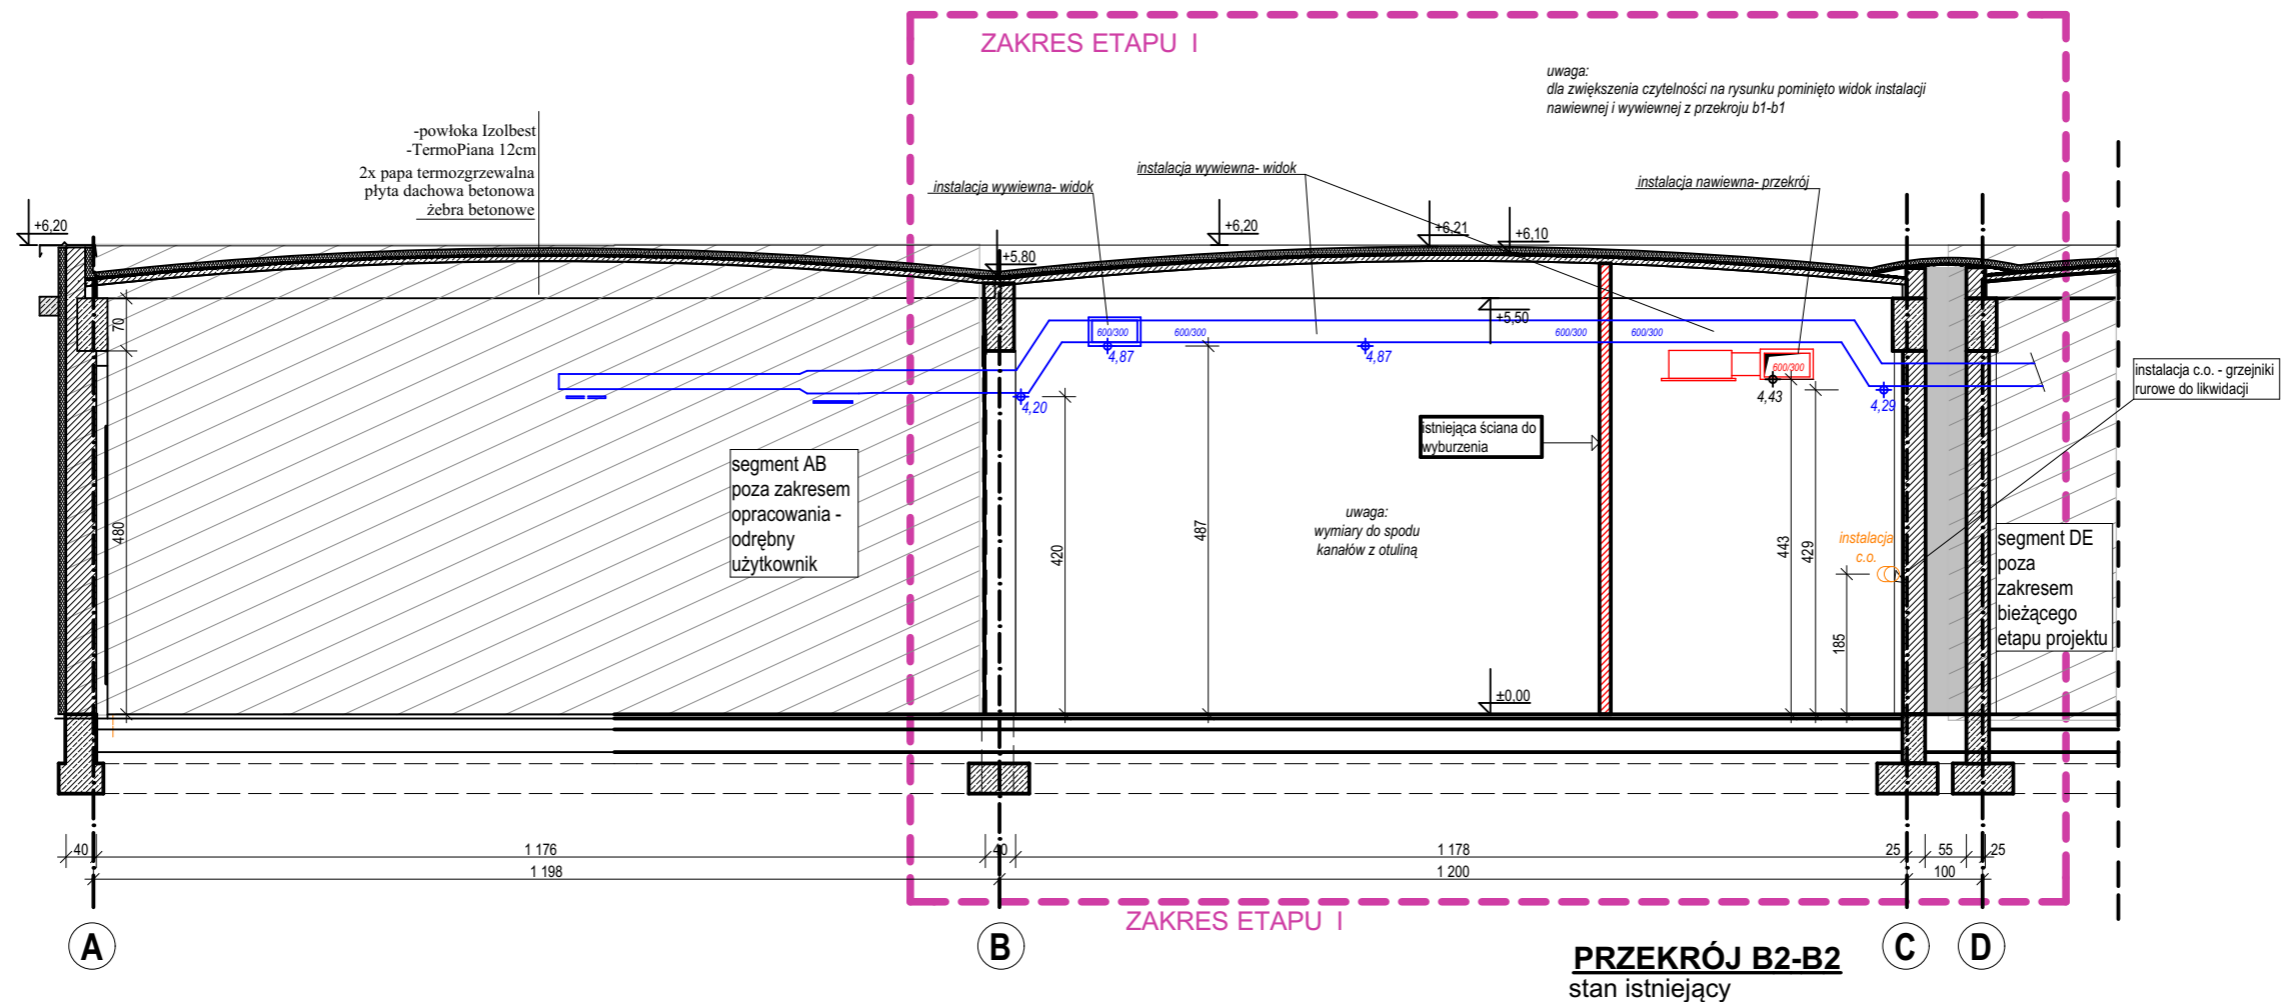 ZAKRES ETAPU I
uwaga:
dla zwiększenia czytelności na rysunku pominięto widok instalacji
nawiewnej i wywiewnej z przekroju b1-b1
-powłoka Izolbest
-TermoPiana 12cm
2x papa termozgrzewalna
płyta dachowa betonowa
żebra betonowe
instalacja wywiewna- widok
instalacja wywiewna- widok
instalacja nawiewna- przekrój
+6,20
+5,80
+6,20
+6,21
+6,10
+5,50
70
480
600/300
600/300
600/300
600/300
600/300
4,87
4,87
4,20
4,43
4,29
instalacja c.o. - grzejniki
rurowe do likwidacji
istniejąca ściana do
wyburzenia
segment AB
poza zakresem
opracowania -
odrębny
użytkownik
uwaga:
wymiary do spodu
kanałów z otuliną
420
487
443
429
185
instalacja
c.o.
segment DE
poza
zakresem
bieżącego
etapu projektu
±0,00
40
1 176
40
1 178
25
55
25
1 198
1 200
100
ZAKRES ETAPU I
A
B
C
D
PRZEKRÓJ B2-B2
stan istniejący